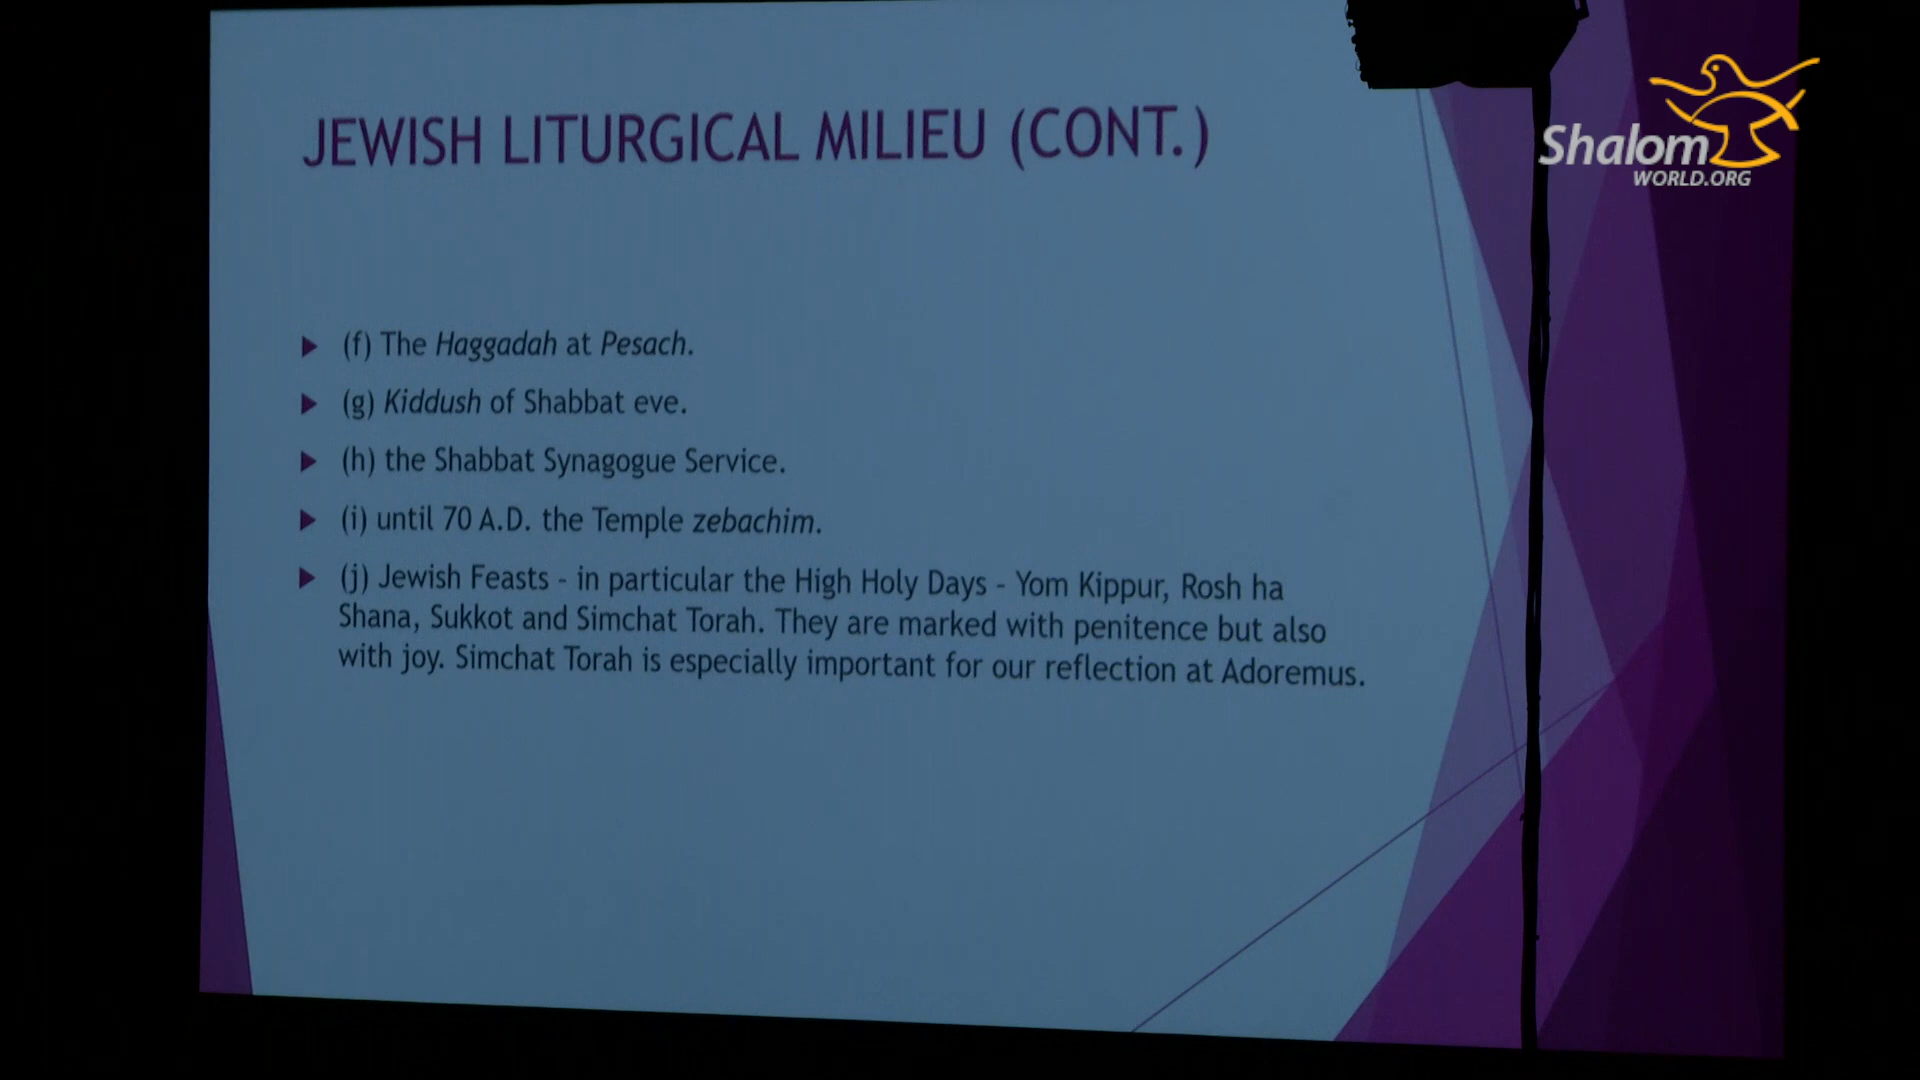 JEWISH LITURGICAL MILIEU (CONT.)
Shalom
WORLD.ORG
(f) The Haggadah at Pesach.
(g) Kiddush of Shabbat eve.
(h) the Shabbat Synagogue Service.
(i) until 70 A.D. the Temple zebachim.
(j) Jewish Feasts - in particular the High Holy Days - Yom Kippur, Rosh ha
Shana, Sukkot and Simchat Torah. They are marked with penitence but also
with joy. Simchat Torah is especially important for our reflection at Adoremus.